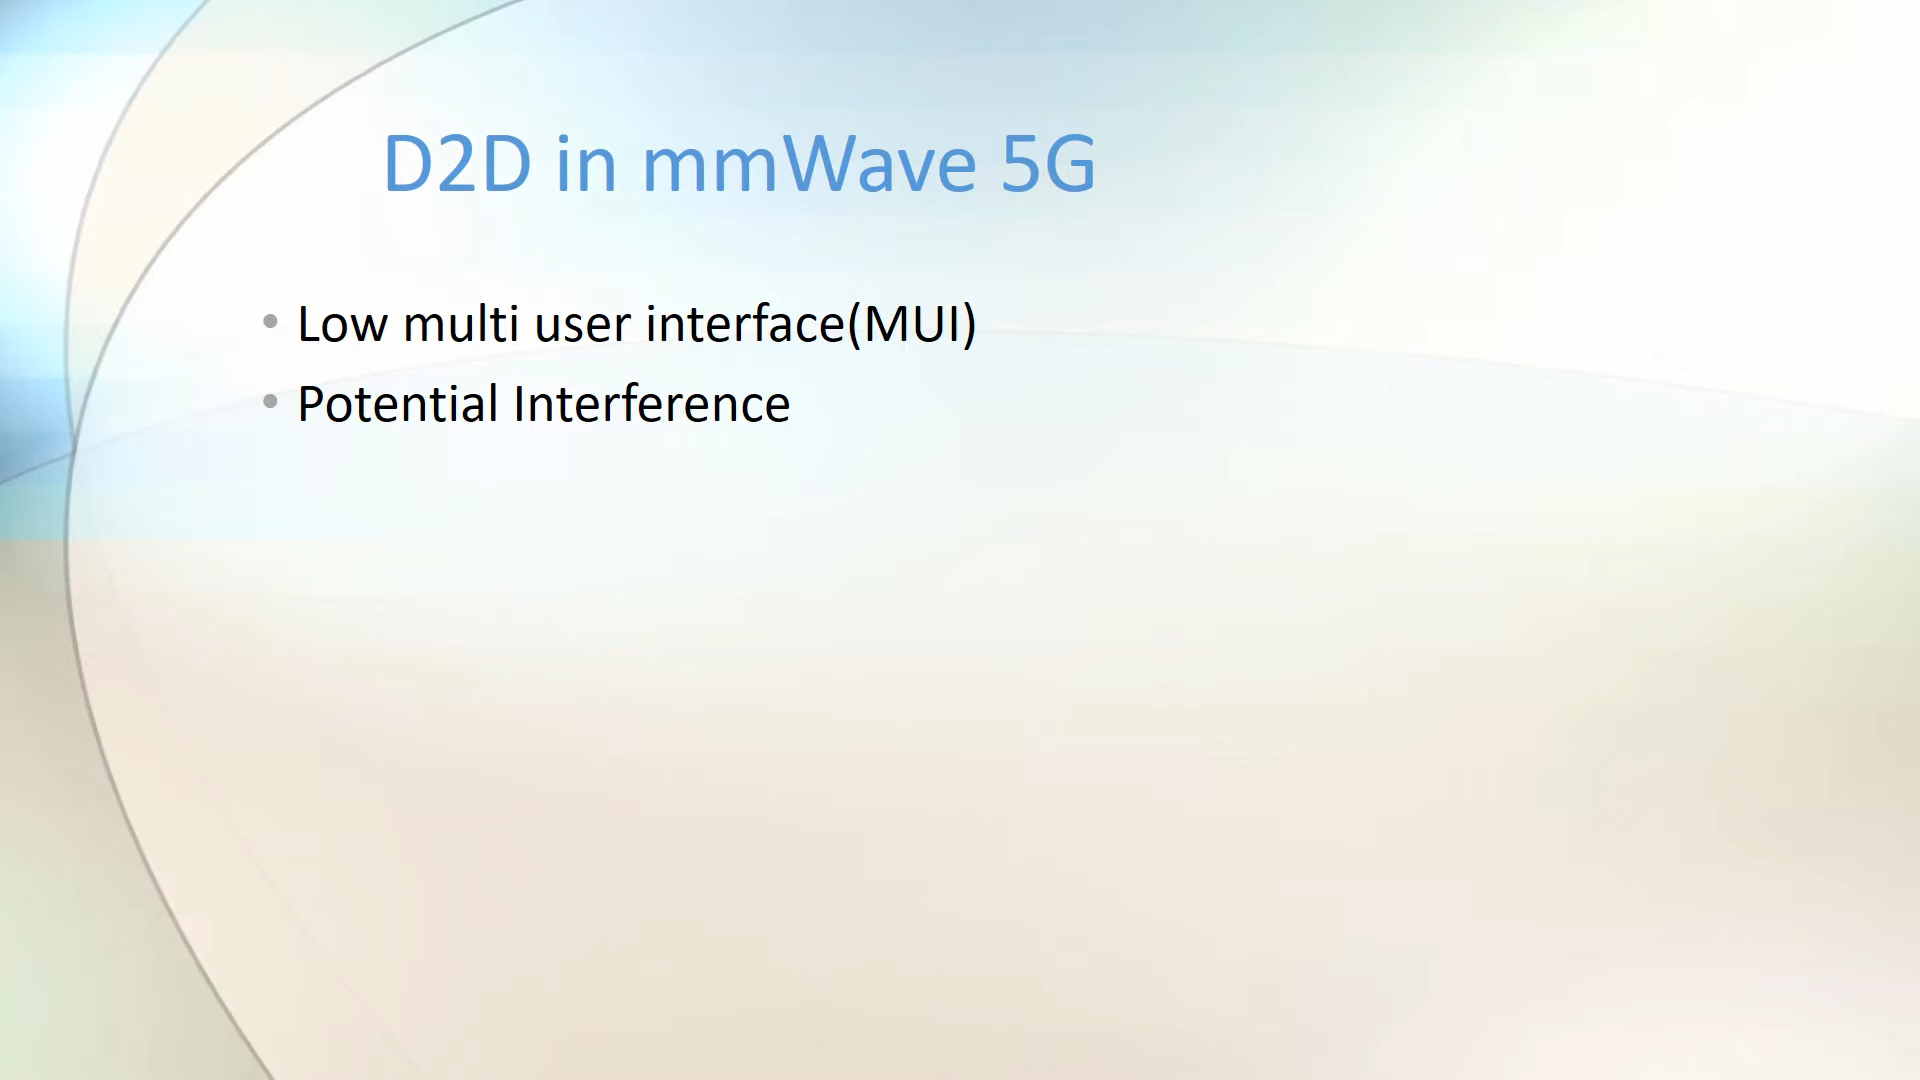 D2D in mmWave 5G
• Low multi user interface(MUI)
• Potential Interference